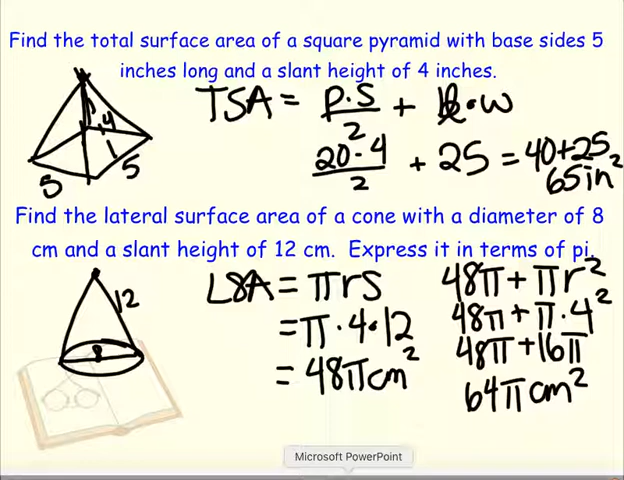 Find the total surface area of a square pyramid with base sides 5
inches long and a slant height of 4 inches.
TSA = P·S/2 + l·w
20·4/2 + 25 = 40+25
65in²
4
5
5
Find the lateral surface area of a cone with a diameter of 8
cm and a slant height of 12 cm. Express it in terms of pi.
12
8
LSA = πrS
= π·4·12
= 48πcm²
48π+πr²
48π+π·4²
48π+16π
64πcm²
Microsoft PowerPoint